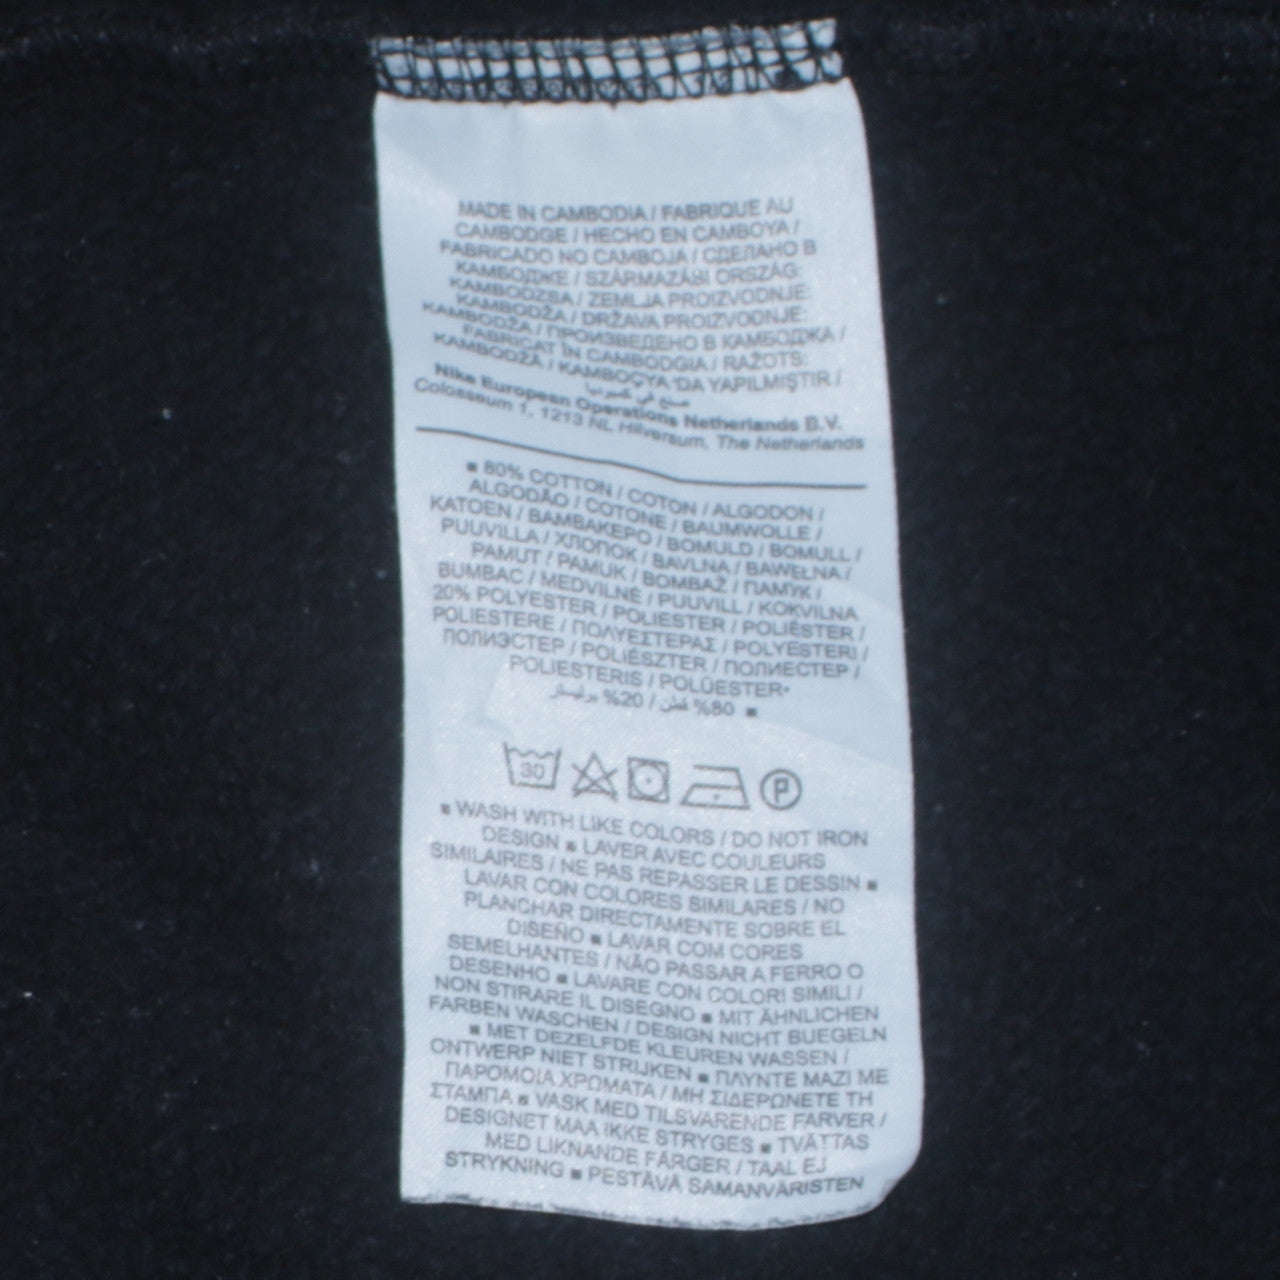 MADE IN CAMBODIA / FABRIQUE AU
CAMBODGE / HECHO EN CAMBOYA /
FABRICADO NO CAMBOJA / СДЕЛАНО В
КАМБОДЖЕ / SZÁRMAZÁSI ORSZÁG:
KAMBODZSA / ZEMLJA PROIZVODNJE:
KAMBODŽA / DRŽAVA PROIZVODNJE:
KAMBODŽA / ПРОИЗВЕДЕНО В КАМБОДЖА /
FABRICAT ÎN CAMBODGIA / RAŽOTS:
KAMBODŽA / KAMBOÇYA 'DA YAPILMIŞTIR /
صنع في كمبوديا
Nike European Operations Netherlands B.V.
Colosseum 1, 1213 NL Hilversum, The Netherlands
■ 80% COTTON / COTON / ALGODON /
ALGODÃO / COTONE / BAUMWOLLE /
KATOEN / ΒΑΜΒΑΚΕΡΟ / BOMULD / BOMULL /
PUUVILLA / ХЛОПОК / BAVLNA / BAWEŁNA /
PAMUT / PAMUK / BOMBAŽ / ПАМУК /
BUMBAC / MEDVILNĖ / PUUVILL / KOKVILNA
20% POLYESTER / POLIESTER / POLIÉSTER /
POLIESTERE / ΠΟΛΥΕΣΤΕΡΑΣ / POLYESTERI /
ПОЛИЭСТЕР / POLIÉSZTER / ПОЛИЕСТЕР /
POLIESTERIS / POLÜESTER*
■ 80% قطن / 20% بوليستر
30 P
■ WASH WITH LIKE COLORS / DO NOT IRON
DESIGN ■ LAVER AVEC COULEURS
SIMILAIRES / NE PAS REPASSER LE DESSIN ■
LAVAR CON COLORES SIMILARES / NO
PLANCHAR DIRECTAMENTE SOBRE EL
DISEÑO ■ LAVAR COM CORES
SEMELHANTES / NÃO PASSAR A FERRO O
DESENHO ■ LAVARE CON COLORI SIMILI /
NON STIRARE IL DISEGNO ■ MIT ÄHNLICHEN
FARBEN WASCHEN / DESIGN NICHT BUEGELN
■ MET DEZELFDE KLEUREN WASSEN /
ONTWERP NIET STRIJKEN ■ ΠΛΥΝΤΕ ΜΑΖΙ ΜΕ
ΠΑΡΟΜΟΙΑ ΧΡΩΜΑΤΑ / ΜΗ ΣΙΔΕΡΩΝΕΤΕ ΤΗ
ΣΤΑΜΠΑ ■ VASK MED TILSVARENDE FARVER /
DESIGNET MAA IKKE STRYGES ■ TVÄTTAS
MED LIKNANDE FÄRGER / TAAL EJ
STRYKNING ■ PESTÄVÄ SAMANVÄRISTEN